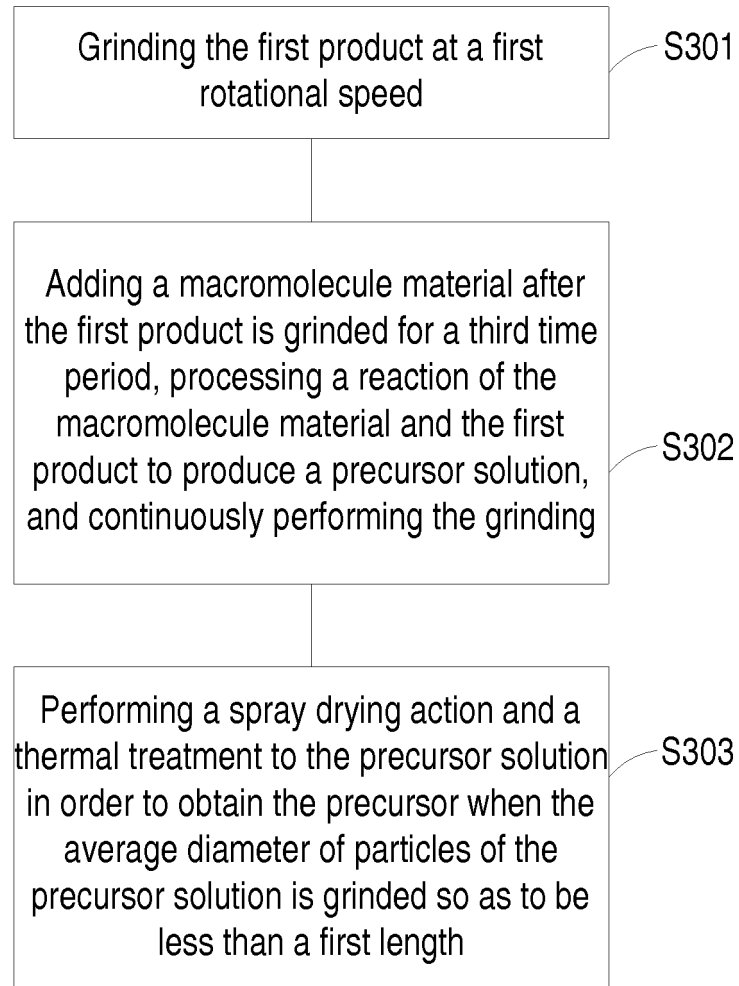 Grinding the first product at a first
rotational speed
S301
Adding a macromolecule material after
the first product is grinded for a third time
period, processing a reaction of the
macromolecule material and the first
product to produce a precursor solution,
and continuously performing the grinding
S302
Performing a spray drying action and a
thermal treatment to the precursor solution
in order to obtain the precursor when the
average diameter of particles of the
precursor solution is grinded so as to be
less than a first length
S303